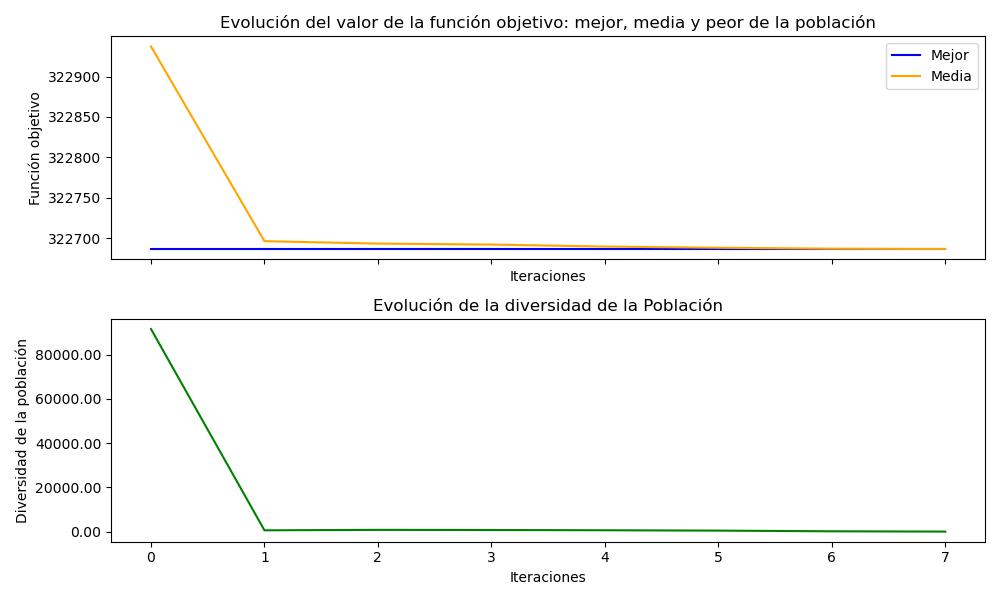 Evolución del valor de la función objetivo: mejor, media y peor de la población
Mejor
Media
Función objetivo
322900
322850
322800
322750
322700
Iteraciones
Evolución de la diversidad de la Población
Diversidad de la población
80000.00
60000.00
40000.00
20000.00
0.00
0 1 2 3 4 5 6 7
Iteraciones